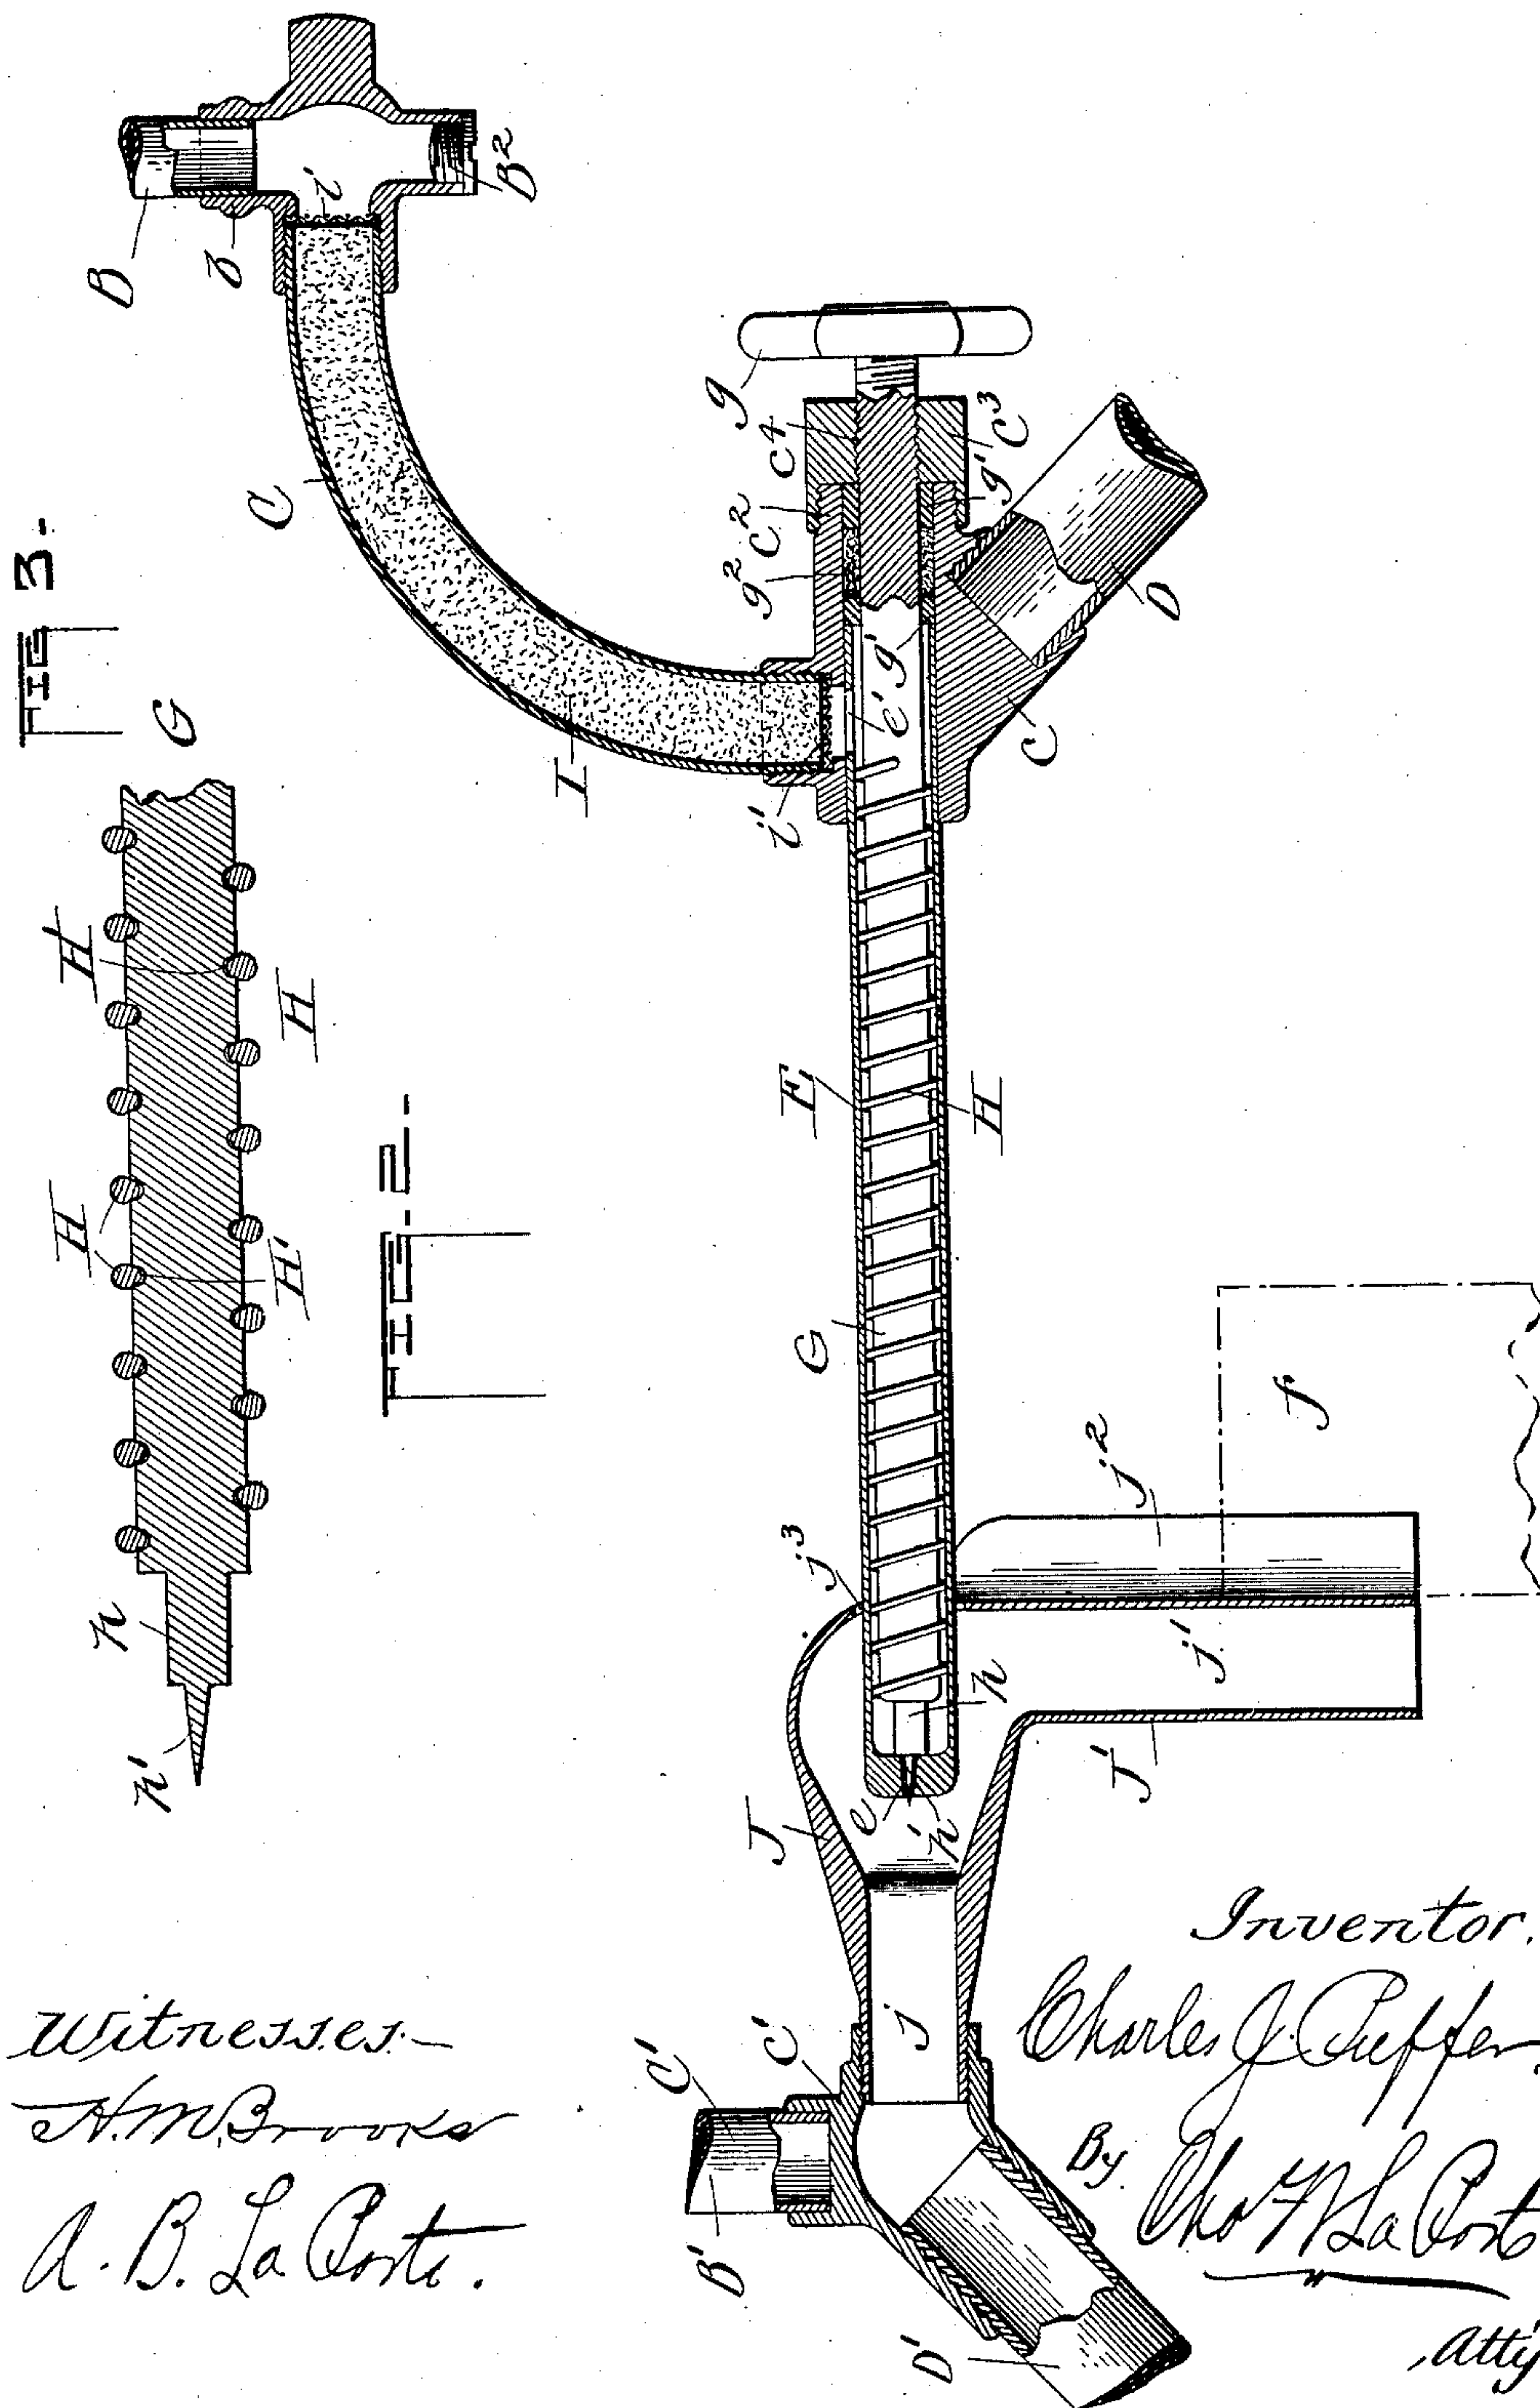 FIG 3.
G
H H' H H H'
h
h'
FIG. 2.
B
b
i
B2
C
I
i'
g
C4
C3
C2
g2
g'
g'
e'
C
D
E
H
G
j3
J
h
e
h'
j2
f
j'
J'
j
C'
a'
B'
D'
Witnesses.—
H.M. Brooks
A. B. La Porte.
Inventor.
Charles J. Puffer.
By Chas. N. La Porte
Atty